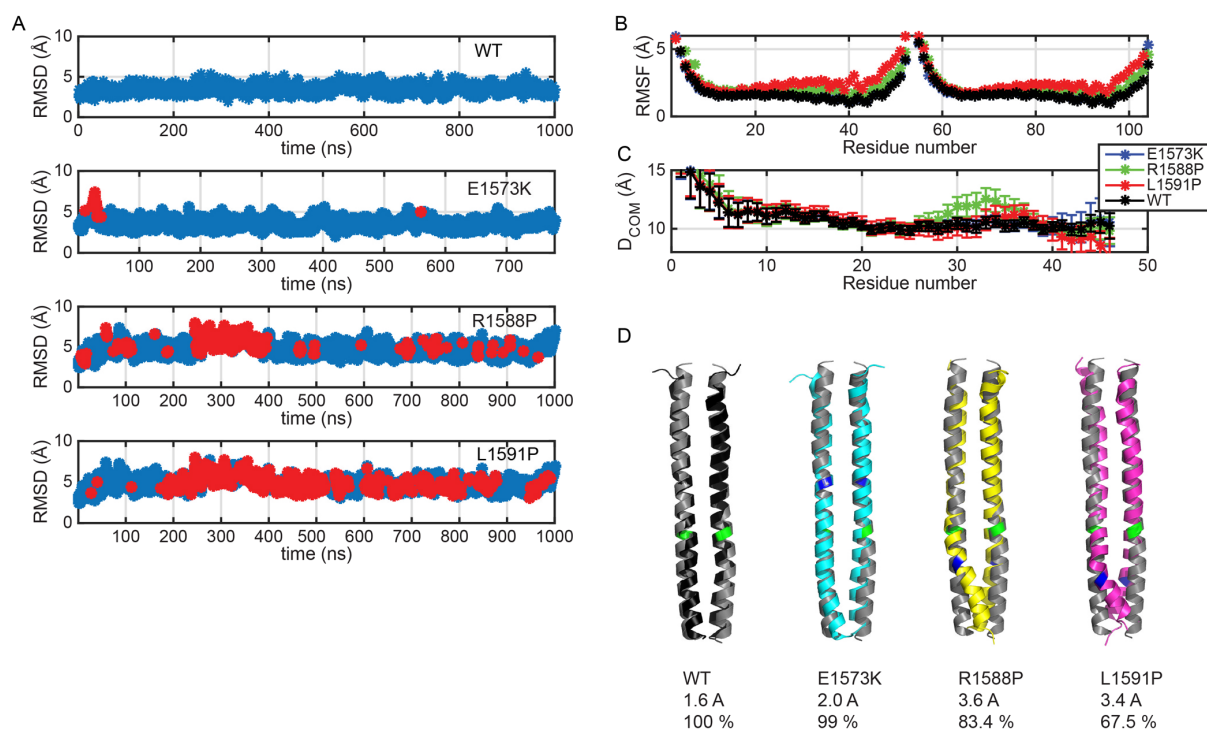 A
RMSD (Å)
10
5
0
WT
0
200
400
600
800
1000
time (ns)
RMSD (Å)
10
5
0
E1573K
100
200
300
400
500
600
700
time (ns)
RMSD (Å)
10
5
0
R1588P
100
200
300
400
500
600
700
800
900
1000
time (ns)
RMSD (Å)
10
5
0
L1591P
100
200
300
400
500
600
700
800
900
1000
time (ns)
B
RMSF (Å)
5
0
20
40
60
80
100
Residue number
C
D_COM (Å)
15
10
0
10
20
30
40
50
Residue number
E1573K
R1588P
L1591P
WT
D
WT
1.6 A
100 %
E1573K
2.0 A
99 %
R1588P
3.6 A
83.4 %
L1591P
3.4 A
67.5 %